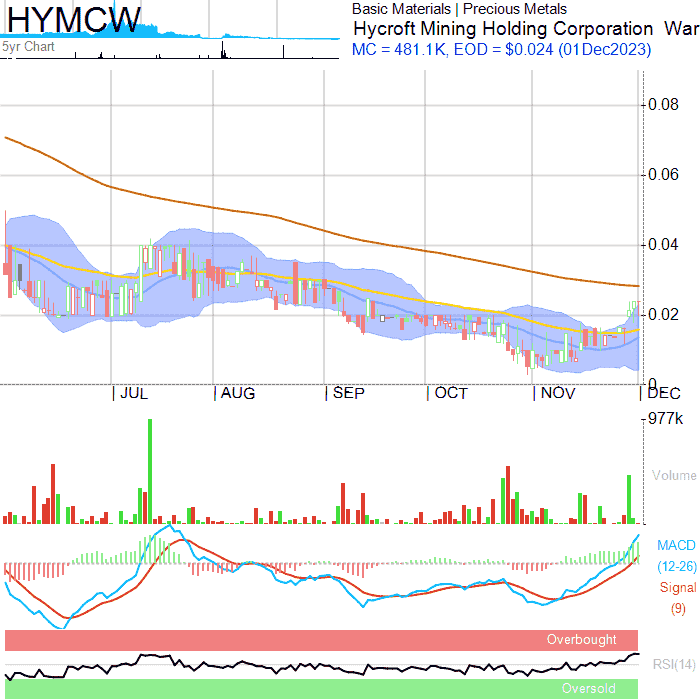 HYMCW
5yr Chart
Basic Materials | Precious Metals
Hycroft Mining Holding Corporation War
MC = 481.1K, EOD = $0.024 (01Dec2023)
0.08
0.06
0.04
0.02
0
JUL AUG SEP OCT NOV DEC
977k
Volume
MACD
(12-26)
Signal
(9)
Overbought
RSI(14)
Oversold